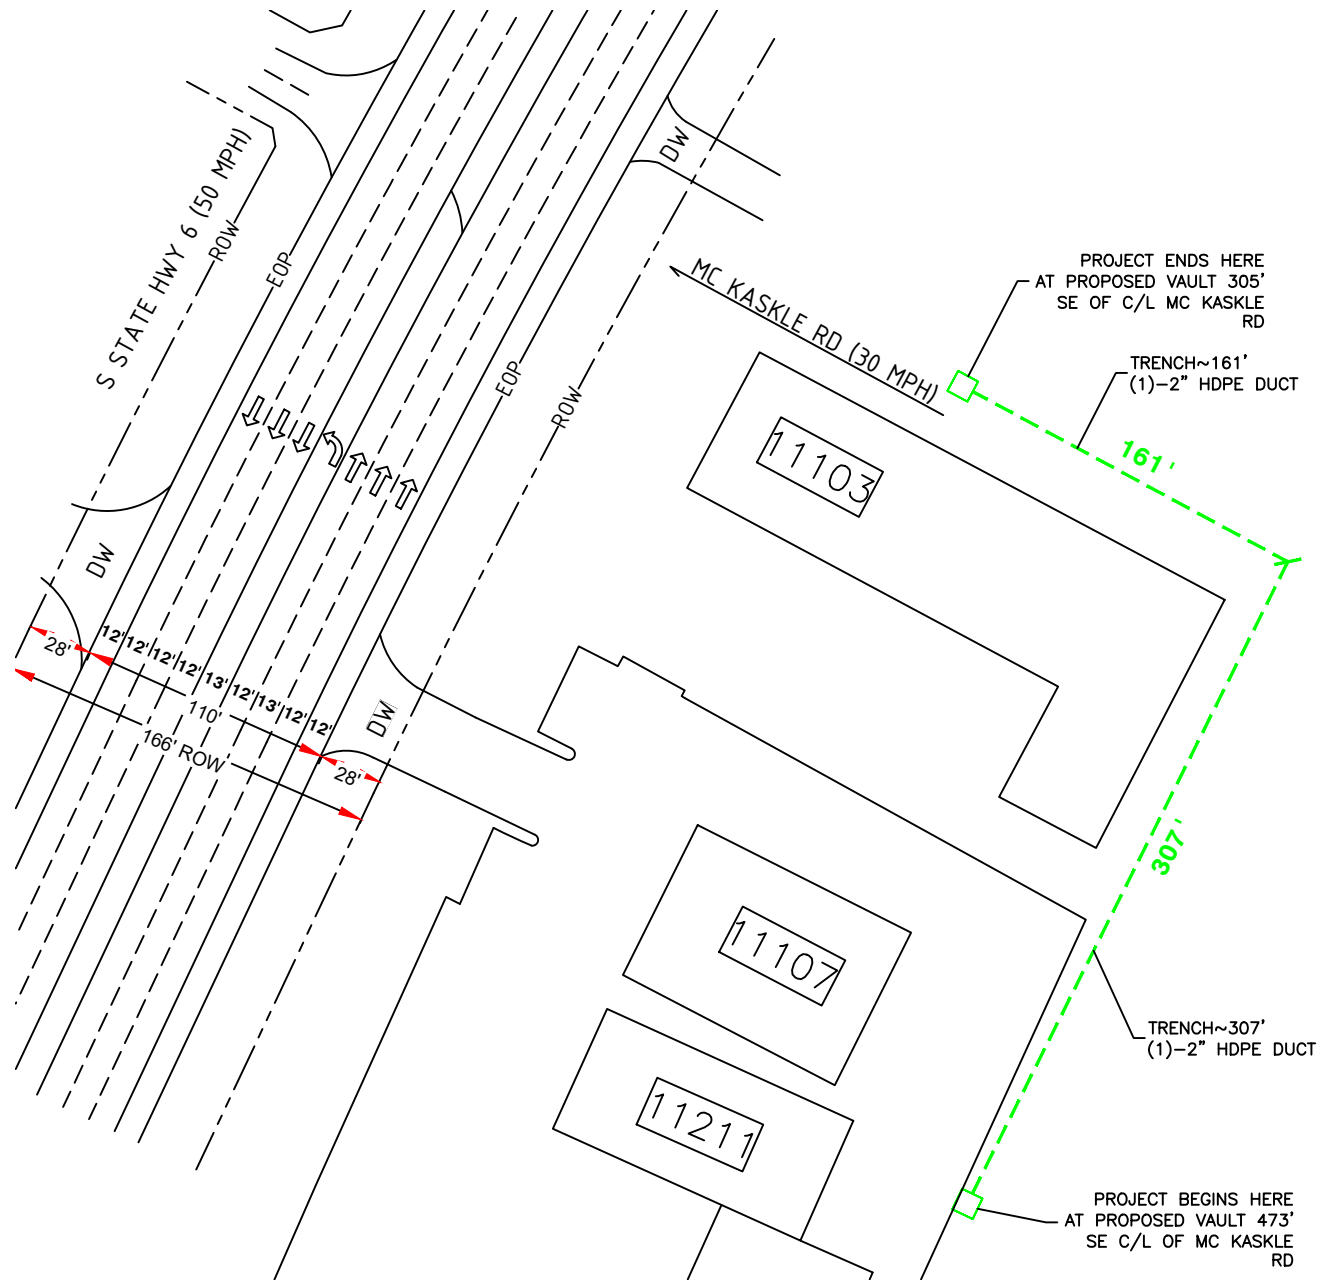 S STATE HWY 6 (50 MPH)
ROW
EOP
DW
MC KASKLE RD (30 MPH)
PROJECT ENDS HERE
AT PROPOSED VAULT 305'
SE OF C/L MC KASKLE
RD
TRENCH~161'
(1)-2" HDPE DUCT
161'
EOP
ROW
11103
DW
28'
12' 12' 12' 12' 13' 12' 13' 12' 12'
110'
166' ROW
28'
DW
307'
11107
TRENCH~307'
(1)-2" HDPE DUCT
11211
PROJECT BEGINS HERE
AT PROPOSED VAULT 473'
SE C/L OF MC KASKLE
RD